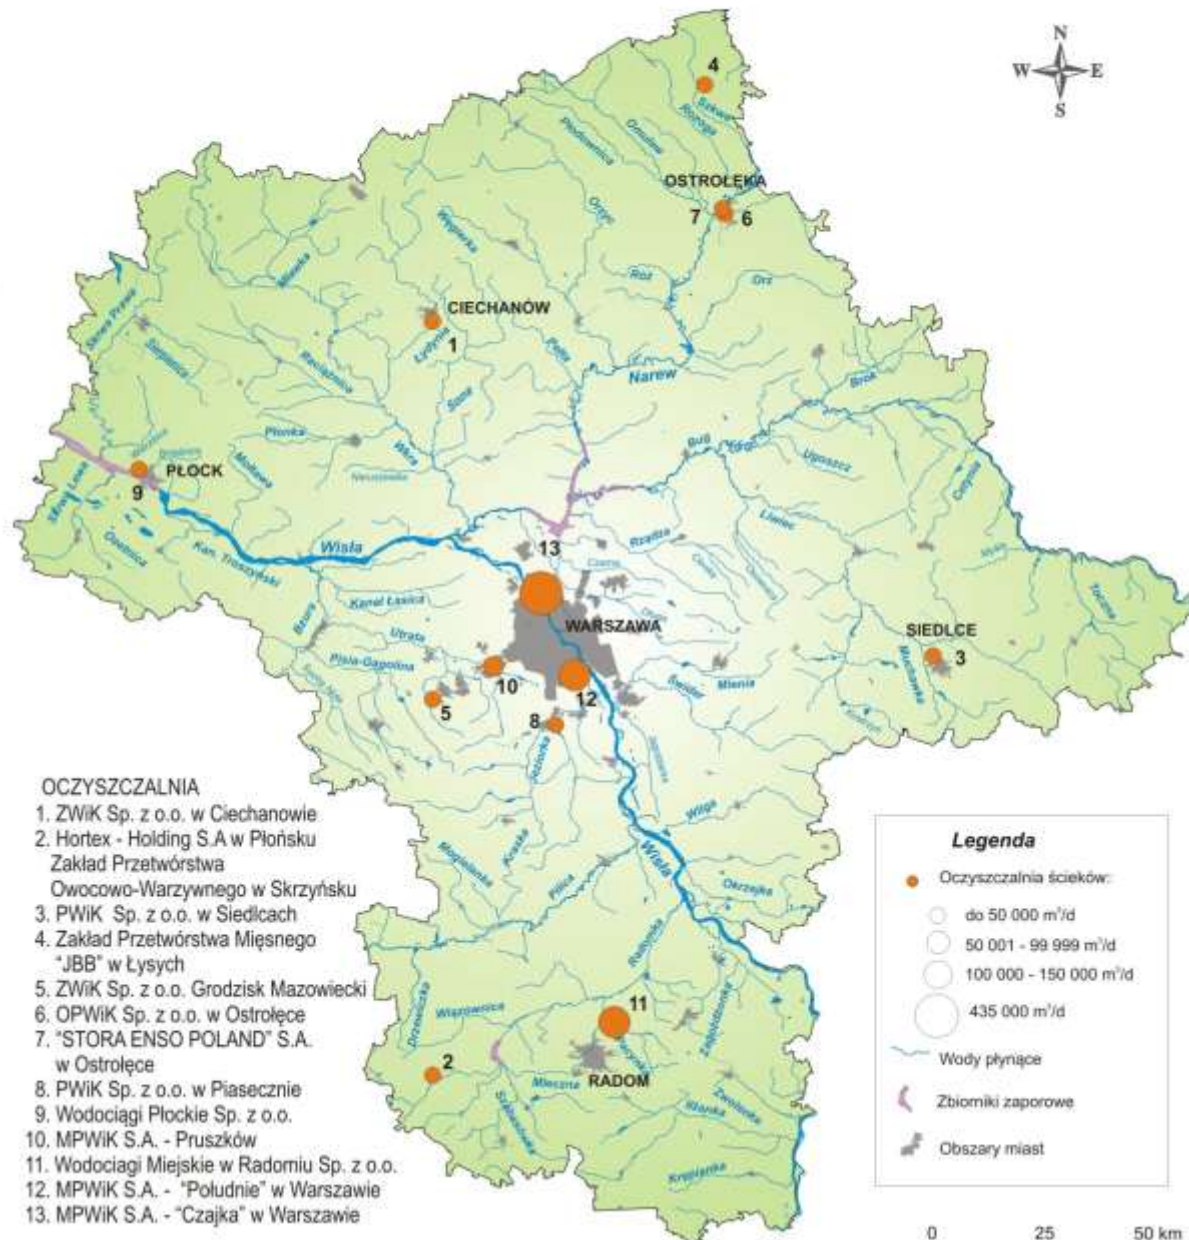 N
W E
S
4
Szkwa
Rozoga
Omulew
Płodownica
OSTROŁĘKA
7 6
Orzyc
Węgierka
Mławka
Róż
Orz
CIECHANÓW
1
Łydynia
Skrwa Prawa
Sierpienica
Raciążnica
Pełta
Narew
Brok
Sona
Płonka
Wkra
Bug
Ugoszcz
Cetynia
PŁOCK
9
Mołtawa
Skrwa Lewa
Osetnica
Kan. Troszyński
Wisła
Liwiec
13
Rządza
Czarna
Toczna
Bzura
Kanał Łasica
WARSZAWA
SIEDLCE
3
Utrata
Pisia-Gągolina
10
12
Świder
Mienia
Muchawka
5
8
Jeziorka
Wilga
Kraska
Mogielanka
Pilica
Wisła
Okrzejka
Radomka
Drzewiczka
Wiązownica
11
Zagożdżonka
Pacynka
2
RADOM
Mleczna
Szabasówka
Iłżanka
Zwolenka
Krępianka
OCZYSZCZALNIA
1. ZWiK Sp. z o.o. w Ciechanowie
2. Hortex - Holding S.A w Płońsku
Zakład Przetwórstwa
Owocowo-Warzywnego w Skrzyńsku
3. PWiK Sp. z o.o. w Siedlcach
4. Zakład Przetwórstwa Mięsnego
"JBB" w Łysych
5. ZWiK Sp. z o.o. Grodzisk Mazowiecki
6. OPWiK Sp. z o.o. w Ostrołęce
7. "STORA ENSO POLAND" S.A.
w Ostrołęce
8. PWiK Sp. z o.o. w Piasecznie
9. Wodociągi Płockie Sp. z o.o.
10. MPWiK S.A. - Pruszków
11. Wodociagi Miejskie w Radomiu Sp. z o.o.
12. MPWiK S.A. - "Południe" w Warszawie
13. MPWiK S.A. - "Czajka" w Warszawie
Legenda
Oczyszczalnia ścieków:
do 50 000 m³/d
50 001 - 99 999 m³/d
100 000 - 150 000 m³/d
435 000 m³/d
Wody płynące
Zbiorniki zaporowe
Obszary miast
0 25 50 km